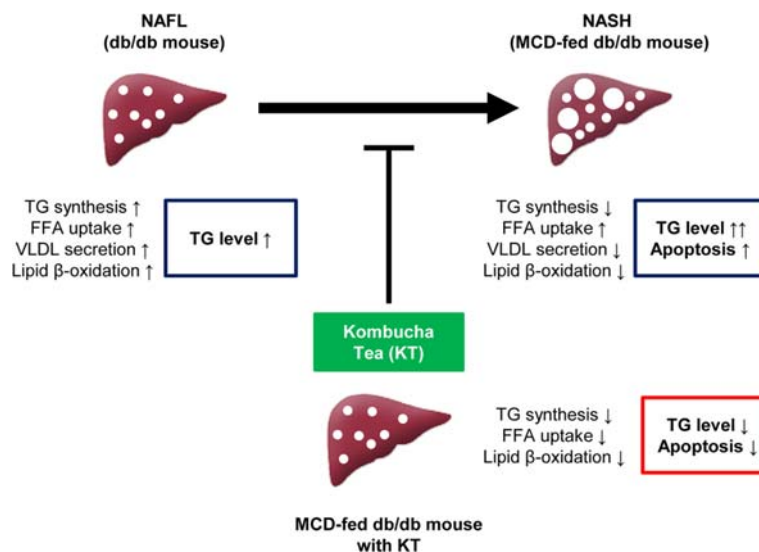 NAFL
(db/db mouse)
NASH
(MCD-fed db/db mouse)
TG synthesis ↑
FFA uptake ↑
VLDL secretion ↑
Lipid β-oxidation ↑
TG level ↑
TG synthesis ↓
FFA uptake ↑
VLDL secretion ↓
Lipid β-oxidation ↓
TG level ↑↑
Apoptosis ↑
Kombucha
Tea (KT)
TG synthesis ↓
FFA uptake ↓
Lipid β-oxidation ↓
TG level ↓
Apoptosis ↓
MCD-fed db/db mouse
with KT